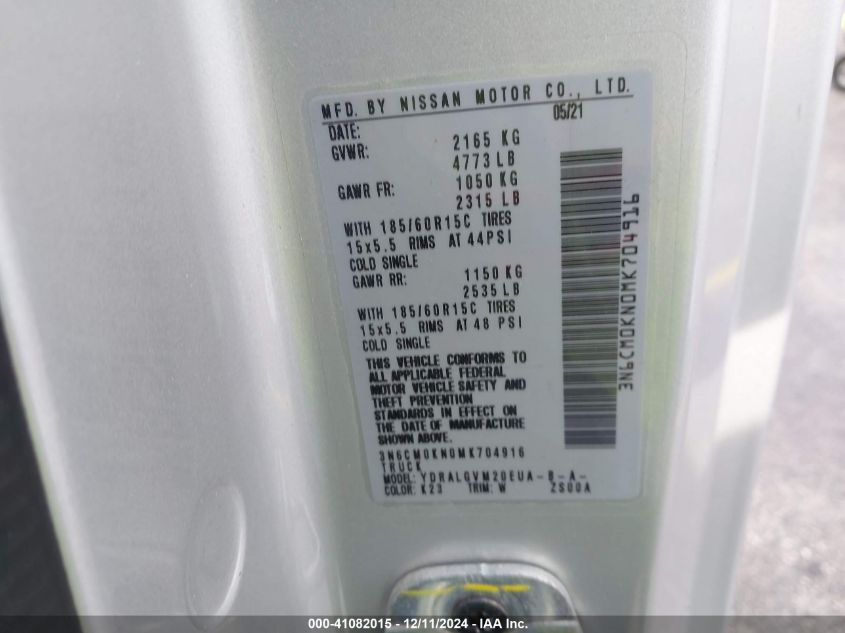 MFD. BY NISSAN MOTOR CO., LTD.
DATE: 05/21
GVWR: 2165 KG
4773 LB
GAWR FR: 1050 KG
2315 LB
WITH 185/60R15C TIRES
15x5.5 RIMS AT 44PSI
COLD SINGLE
GAWR RR: 1150 KG
2535 LB
WITH 185/60R15C TIRES
15x5.5 RIMS AT 48 PSI
COLD SINGLE
THIS VEHICLE CONFORMS TO
ALL APPLICABLE FEDERAL
MOTOR VEHICLE SAFETY AND
THEFT PREVENTION
STANDARDS IN EFFECT ON
THE DATE OF MANUFACTURE
SHOWN ABOVE.
3N6CM0KN0MK704916
TRUCK
MODEL: YDRALGVM20EUA-B-A-
COLOR: K23 TRIM: W ZS00A
3N6CM0KN0MK704916
000-41082015 - 12/11/2024 - IAA Inc.